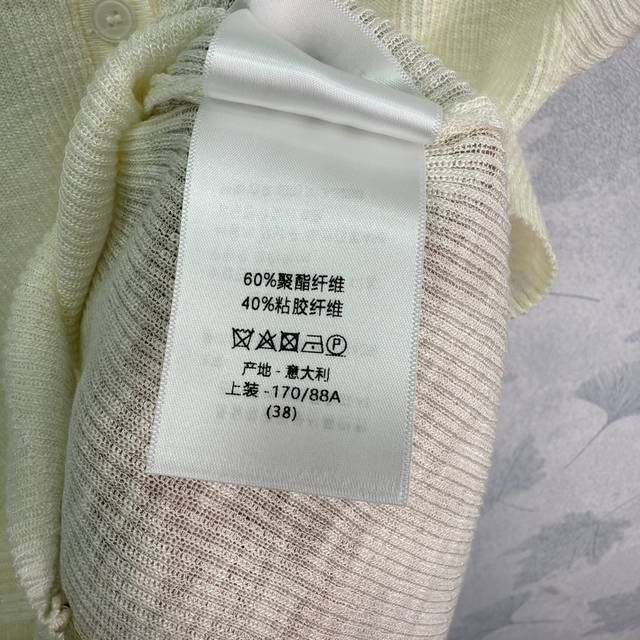 60%聚酯纤维
40%粘胶纤维
P
产地 - 意大利
上装 -170/88A
(38)